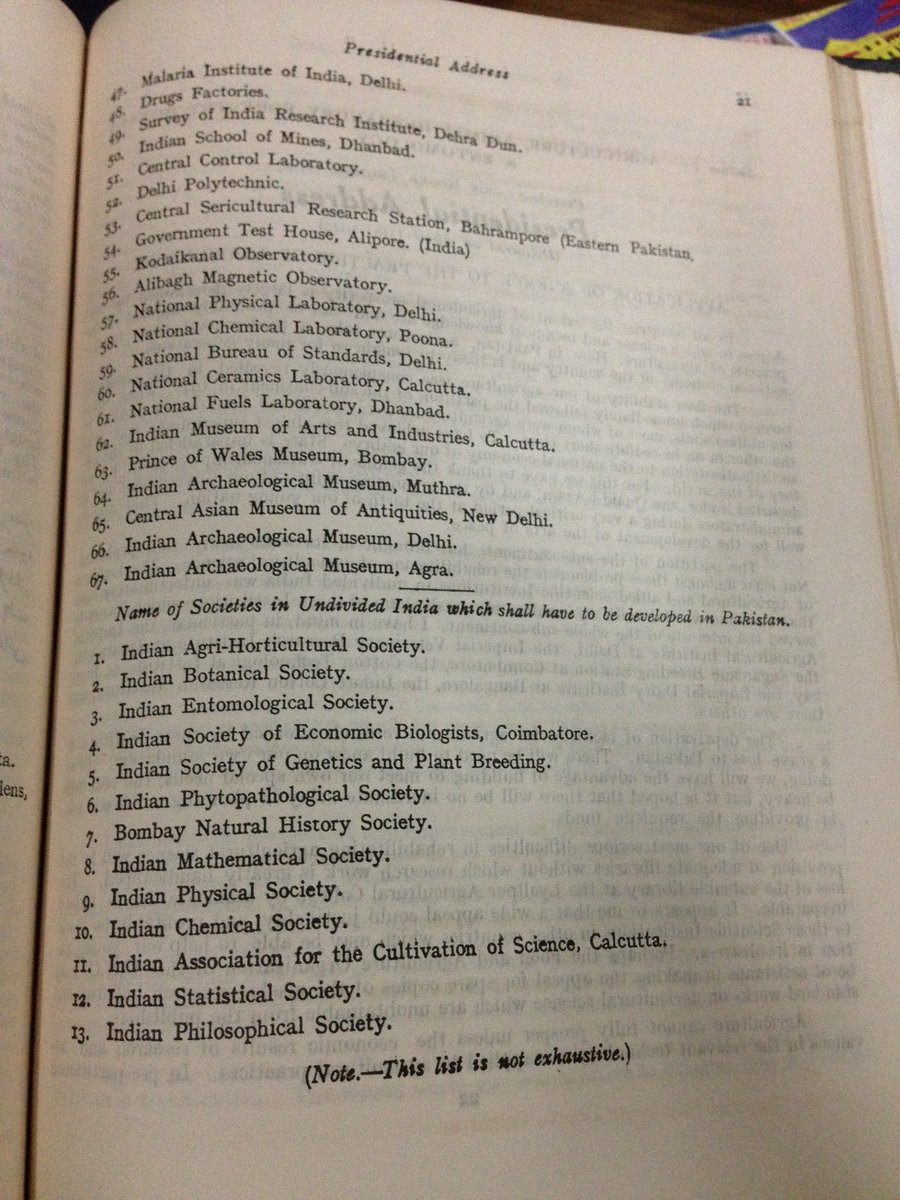 Presidential Address
21
47. Malaria Institute of India, Delhi.
48. Drugs Factories.
49. Survey of India Research Institute, Dehra Dun.
50. Indian School of Mines, Dhanbad.
51. Central Control Laboratory.
52. Delhi Polytechnic.
53. Central Sericultural Research Station, Bahrampore (Eastern Pakistan,
54. Government Test House, Alipore. (India)
55. Kodaikanal Observatory.
56. Alibagh Magnetic Observatory.
57. National Physical Laboratory, Delhi.
58. National Chemical Laboratory, Poona.
59. National Bureau of Standards, Delhi.
60. National Ceramics Laboratory, Calcutta.
61. National Fuels Laboratory, Dhanbad.
62. Indian Museum of Arts and Industries, Calcutta.
63. Prince of Wales Museum, Bombay.
64. Indian Archaeological Museum, Muthra.
65. Central Asian Museum of Antiquities, New Delhi.
66. Indian Archaeological Museum, Delhi.
67. Indian Archaeological Museum, Agra.
Name of Societies in Undivided India which shall have to be developed in Pakistan.
1. Indian Agri-Horticultural Society.
2. Indian Botanical Society.
3. Indian Entomological Society.
4. Indian Society of Economic Biologists, Coimbatore.
5. Indian Society of Genetics and Plant Breeding.
6. Indian Phytopathological Society.
7. Bombay Natural History Society.
8. Indian Mathematical Society.
9. Indian Physical Society.
10. Indian Chemical Society.
11. Indian Association for the Cultivation of Science, Calcutta.
12. Indian Statistical Society.
13. Indian Philosophical Society.
(Note.—This list is not exhaustive.)